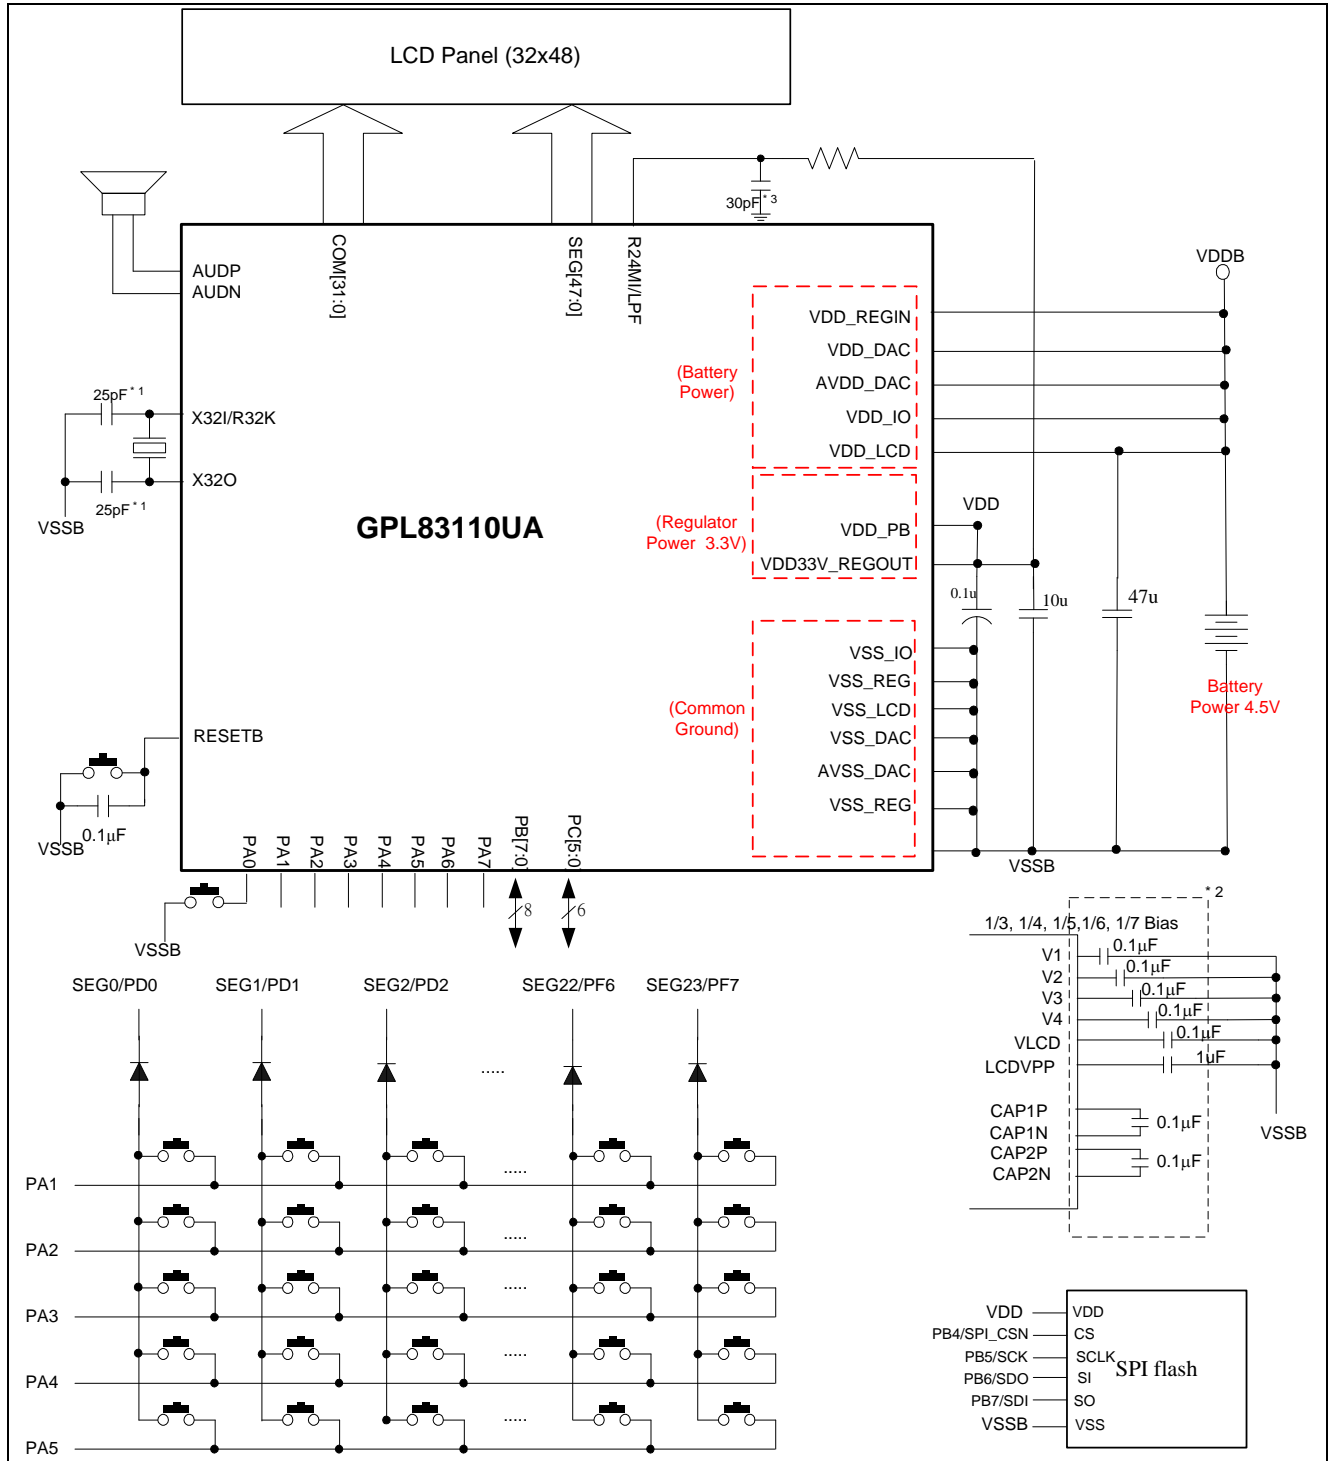 LCD Panel (32x48)
30pF * 3
COM[31:0]
SEG[47:0]
R24MI/LPF
AUDP
AUDN
VDDB
VDD_REGIN
VDD_DAC
AVDD_DAC
VDD_IO
VDD_LCD
(Battery
Power)
25pF * 1
X32I/R32K
X32O
25pF * 1
VSSB
GPL83110UA
(Regulator
Power 3.3V)
VDD
VDD_PB
VDD33V_REGOUT
0.1u
10u
47u
Battery
Power 4.5V
(Common
Ground)
VSS_IO
VSS_REG
VSS_LCD
VSS_DAC
AVSS_DAC
VSS_REG
VSSB
RESETB
0.1μF
VSSB
PA0
PA1
PA2
PA3
PA4
PA5
PA6
PA7
PB[7:0]
PC[5:0]
8
6
VSSB
* 2
1/3, 1/4, 1/5,1/6, 1/7 Bias
V1
0.1μF
V2
0.1μF
V3
0.1μF
V4
0.1μF
VLCD
0.1μF
LCDVPP
1uF
CAP1P
CAP1N
0.1μF
CAP2P
CAP2N
0.1μF
VSSB
SEG0/PD0
SEG1/PD1
SEG2/PD2
SEG22/PF6
SEG23/PF7
.....
.....
PA1
.....
PA2
.....
PA3
.....
PA4
.....
PA5
VDD
VDD
PB4/SPI_CSN
CS
PB5/SCK
SCLK
PB6/SDO
SI
PB7/SDI
SO
VSSB
VSS
SPI flash